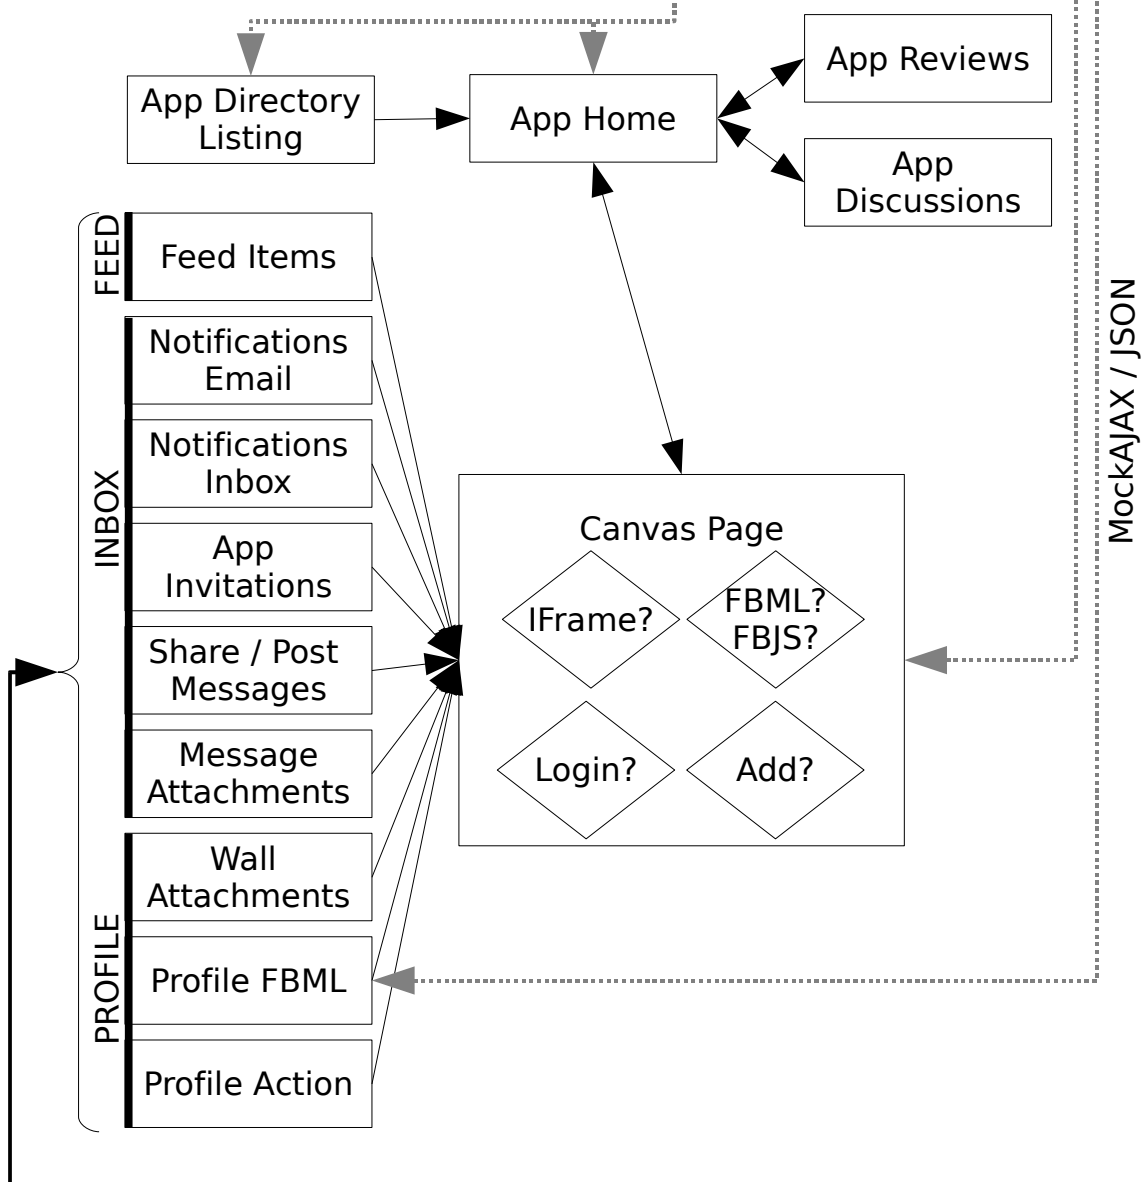 App Directory
Listing
App Home
App Reviews
App
Discussions
FEED
Feed Items
INBOX
Notifications
Email
Notifications
Inbox
App
Invitations
Share / Post
Messages
Message
Attachments
PROFILE
Wall
Attachments
Profile FBML
Profile Action
Canvas Page
IFrame?
FBML?
FBJS?
Login?
Add?
MockAJAX / JSON